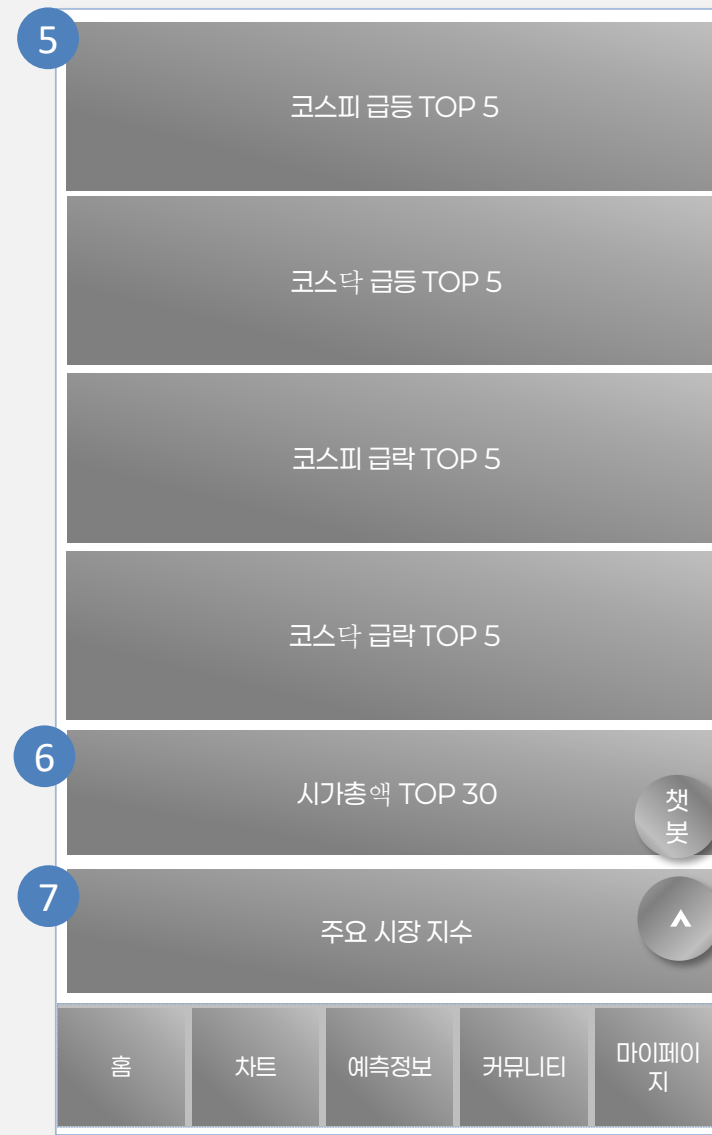 5
코스피 급등 TOP 5
코스닥 급등 TOP 5
코스피 급락 TOP 5
코스닥 급락 TOP 5
6
시가총액 TOP 30
챗
봇
7
주요 시장 지수
^
홈
차트
예측정보
커뮤니티
마이페이
지